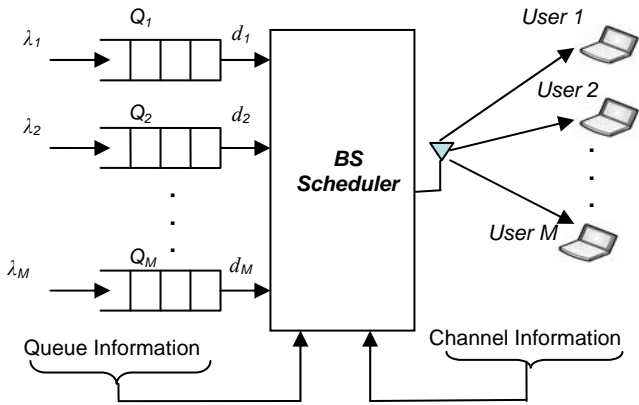 Q1
λ1
d1
User 1
Q2
λ2
d2
User 2
BS
Scheduler
QM
λM
dM
User M
Queue Information
Channel Information